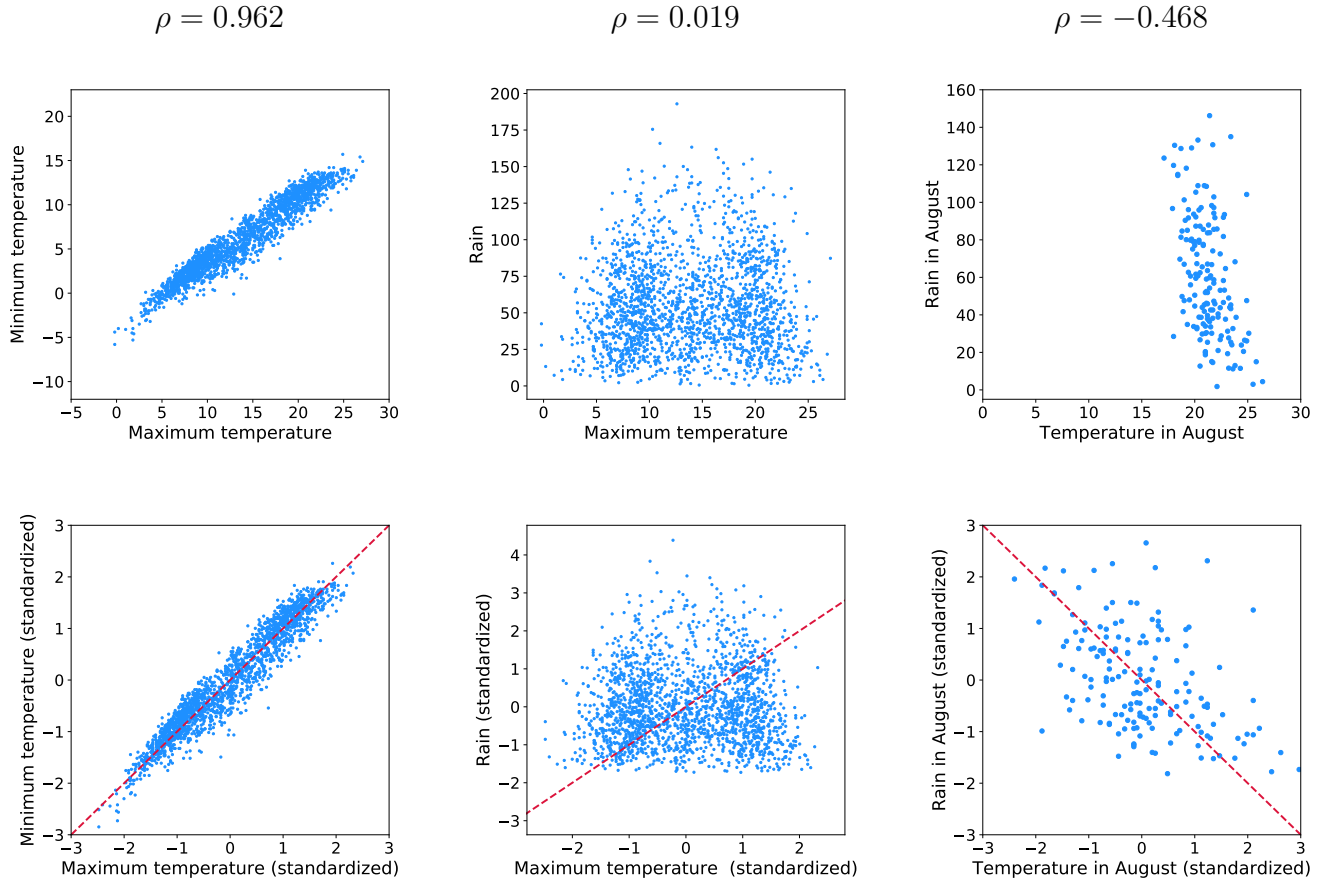 ρ = 0.962
ρ = 0.019
ρ = −0.468
Minimum temperature
20
15
10
5
0
−5
−10
−5 0 5 10 15 20 25 30
Maximum temperature
Rain
200
175
150
125
100
75
50
25
0
0 5 10 15 20 25
Maximum temperature
Rain in August
160
140
120
100
80
60
40
20
0
0 5 10 15 20 25 30
Temperature in August
Minimum temperature (standardized)
3
2
1
0
−1
−2
−3
−3 −2 −1 0 1 2 3
Maximum temperature (standardized)
Rain (standardized)
4
3
2
1
0
−1
−2
−3
−2 −1 0 1 2
Maximum temperature (standardized)
Rain in August (standardized)
3
2
1
0
−1
−2
−3
−3 −2 −1 0 1 2 3
Temperature in August (standardized)